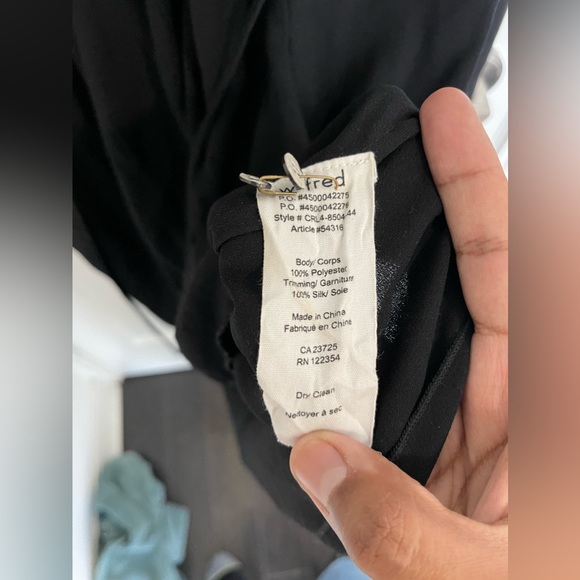 P.O. #4500042275
P.O. #4500042276
Style # CRL4-8504-44
Article #54316
Body/ Corps
100% Polyester
Trimming/ Garniture
100% Silk/ Soie
Made in China
Fabriqué en Chine
CA 23725
RN 122354
Dry Clean
Nettoyer à sec